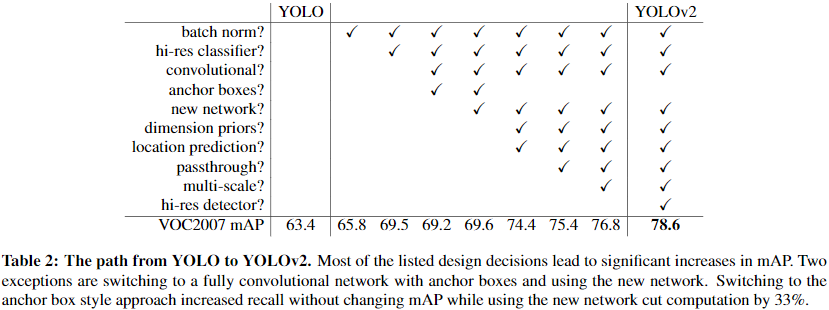 YOLO YOLOv2
batch norm? ✓ ✓ ✓ ✓ ✓ ✓ ✓ ✓
hi-res classifier? ✓ ✓ ✓ ✓ ✓ ✓ ✓
convolutional? ✓ ✓ ✓ ✓ ✓ ✓
anchor boxes? ✓ ✓
new network? ✓ ✓ ✓ ✓ ✓
dimension priors? ✓ ✓ ✓ ✓
location prediction? ✓ ✓ ✓ ✓
passthrough? ✓ ✓ ✓
multi-scale? ✓ ✓
hi-res detector? ✓
VOC2007 mAP 63.4 65.8 69.5 69.2 69.6 74.4 75.4 76.8 78.6
Table 2: The path from YOLO to YOLOv2. Most of the listed design decisions lead to significant increases in mAP. Two
exceptions are switching to a fully convolutional network with anchor boxes and using the new network. Switching to the
anchor box style approach increased recall without changing mAP while using the new network cut computation by 33%.